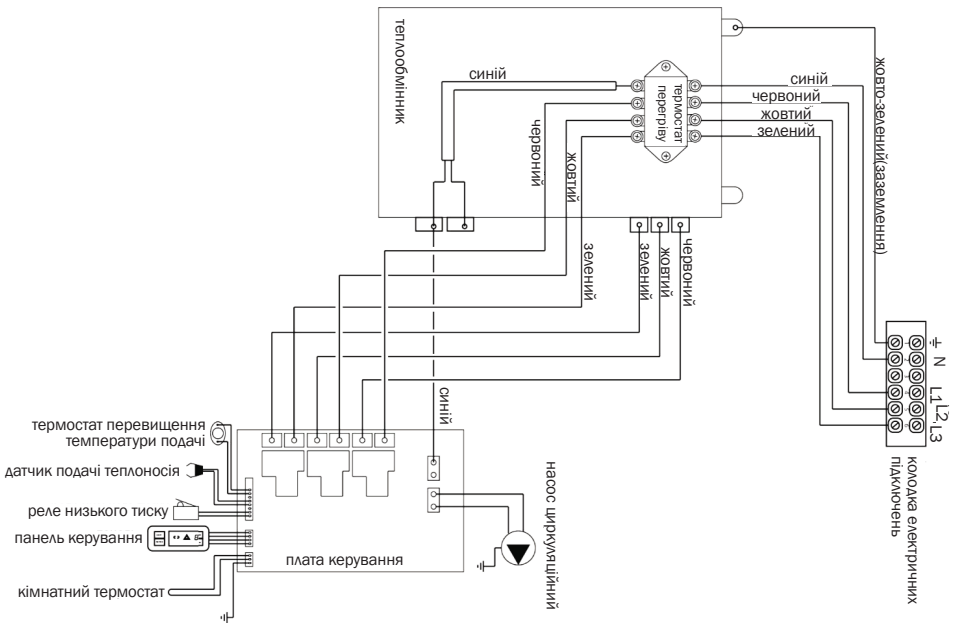 теплообмінник
синій
термостат
перегріву
синій
червоний
жовтий
зелений
жовто-зелений(заземлення)
червоний
жовтий
зелений
зелений
жовтий
червоний
синій
N
L1
L2,
L3
колодка електричних
підключень
термостат перевищення
температури подачі
датчик подачі теплоносія
реле низького тиску
панель керування
кімнатний термостат
плата керування
насос циркуляційний